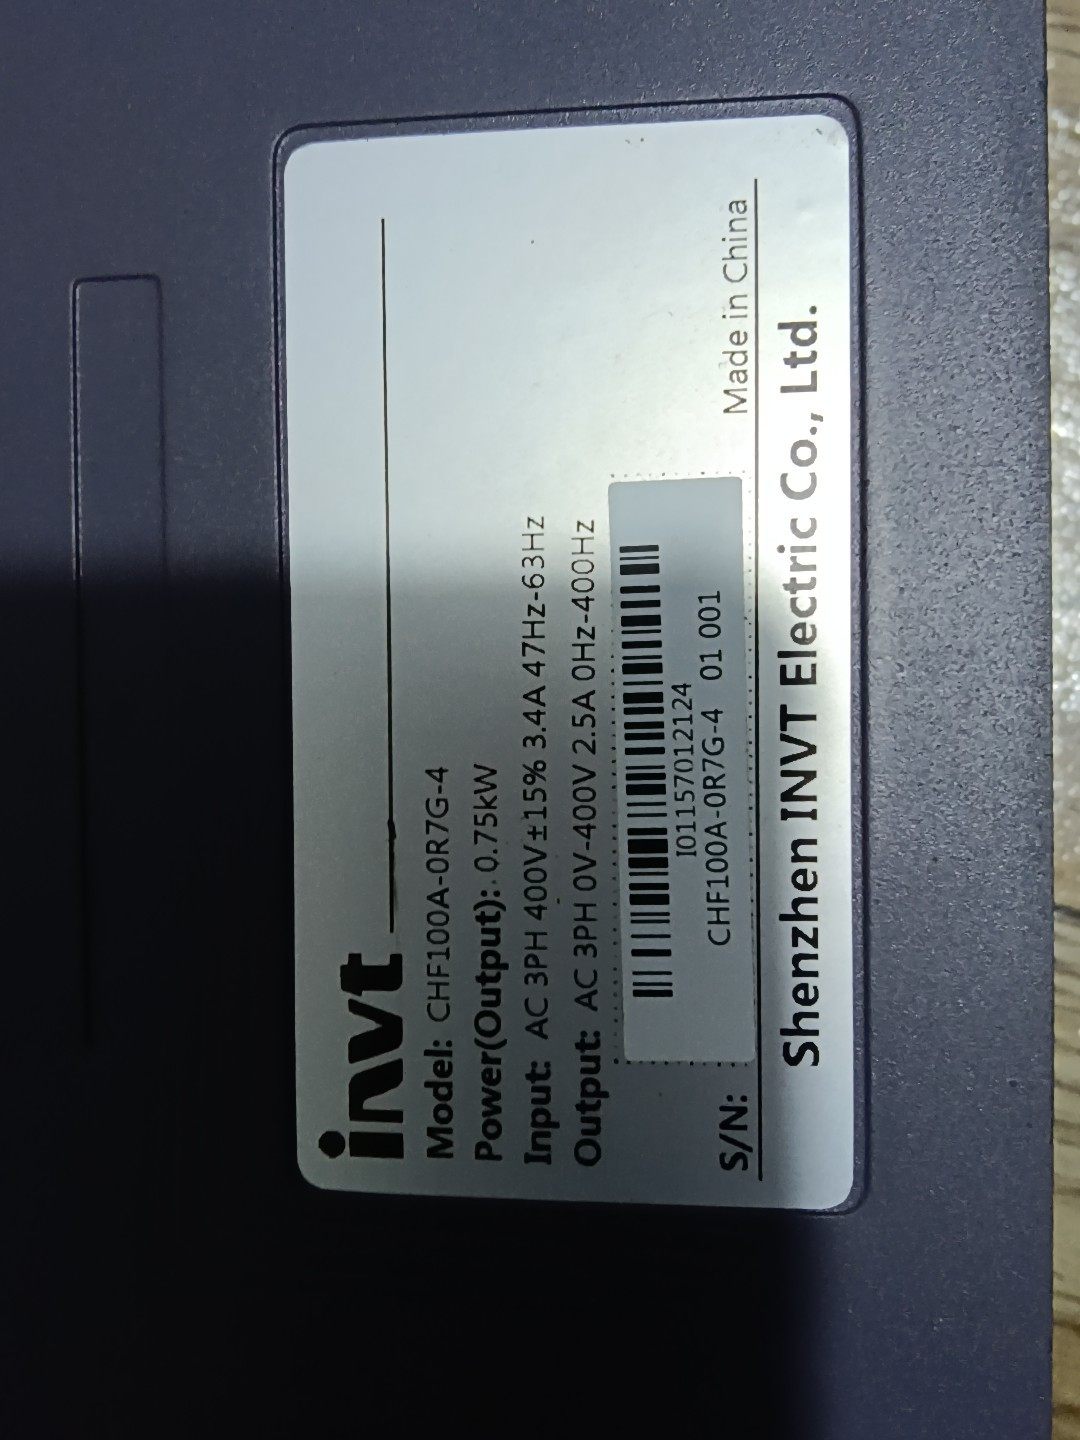 invt
Model: CHF100A-0R7G-4
Power(Output): 0.75kW
Input: AC 3PH 400V±15% 3.4A 47Hz-63Hz
Output: AC 3PH 0V-400V 2.5A 0Hz-400Hz
I01157012124
CHF100A-0R7G-4 01 001
S/N:
Made in China
Shenzhen INVT Electric Co., Ltd.